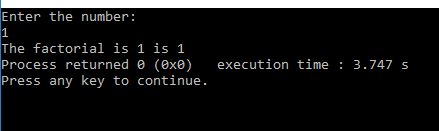 Enter the number:
1
The factorial is 1 is 1
Process returned 0 (0x0)   execution time : 3.747 s
Press any key to continue.